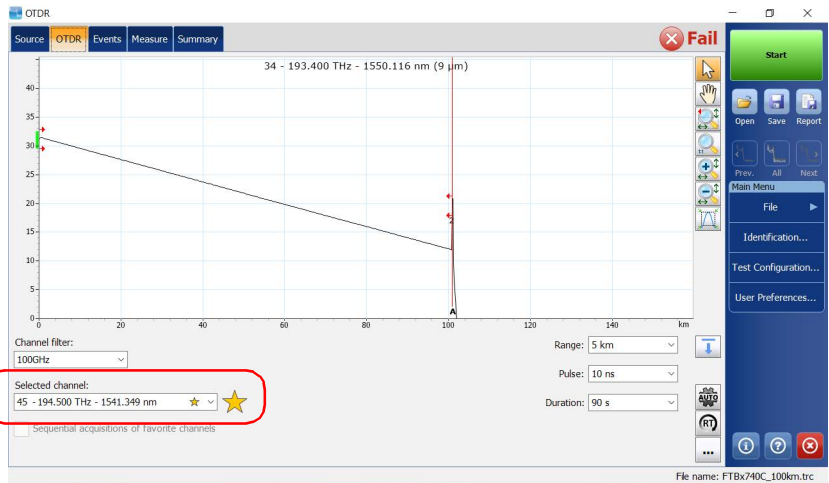 OTDR
Source OTDR Events Measure Summary
Fail
Start
34 - 193.400 THz - 1550.116 nm (9 µm)
40
35
30
25
20
15
10
5
0
2
A
0 20 40 60 80 100 120 140 km
1:1
Open Save Report
Prev. All Next
Main Menu
File
Identification...
Test Configuration...
User Preferences...
Channel filter:
100GHz
Selected channel:
45 - 194.500 THz - 1541.349 nm
Sequential acquisitions of favorite channels
Range: 5 km
Pulse: 10 ns
Duration: 90 s
AUTO
RT
...
File name: FTBx740C_100km.trc